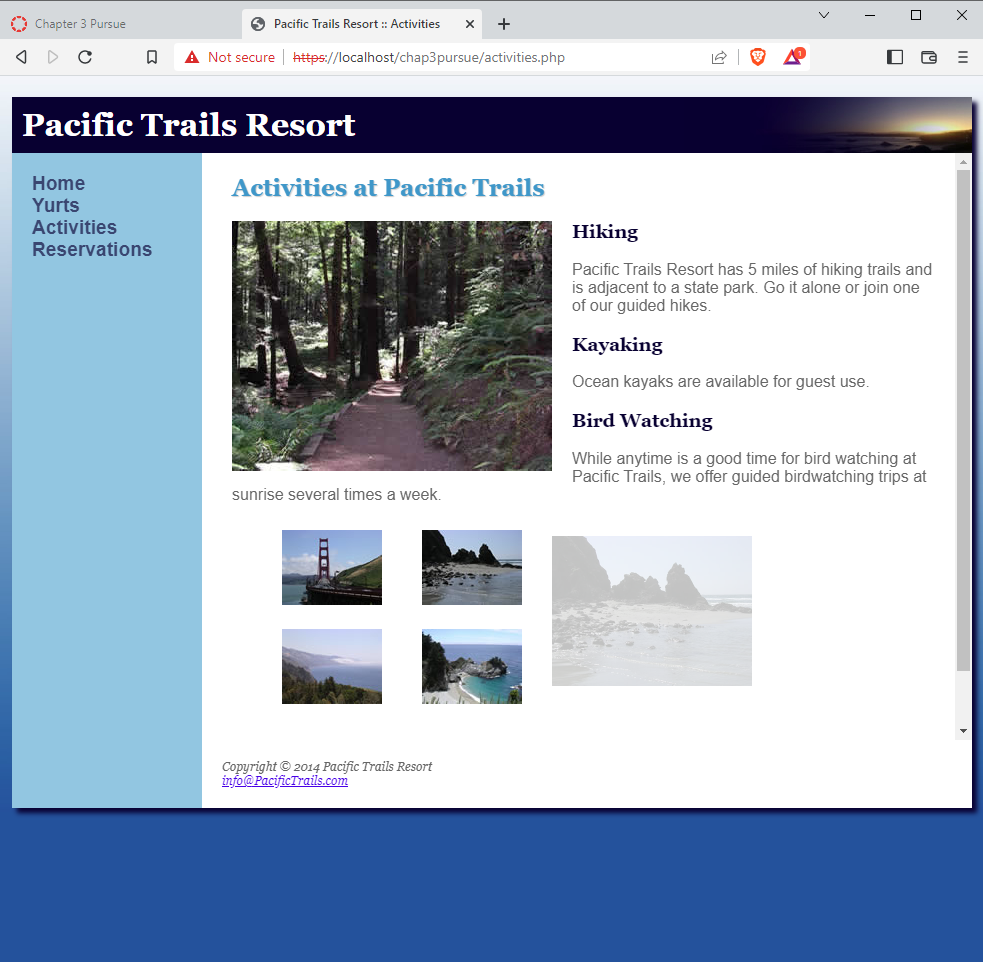 Chapter 3 Pursue
Pacific Trails Resort :: Activities
Not secure
https://localhost/chap3pursue/activities.php
1
Pacific Trails Resort
Home
Yurts
Activities
Reservations
Activities at Pacific Trails
Hiking
Pacific Trails Resort has 5 miles of hiking trails and
is adjacent to a state park. Go it alone or join one
of our guided hikes.
Kayaking
Ocean kayaks are available for guest use.
Bird Watching
While anytime is a good time for bird watching at
Pacific Trails, we offer guided birdwatching trips at
sunrise several times a week.
Copyright © 2014 Pacific Trails Resort
info@PacificTrails.com